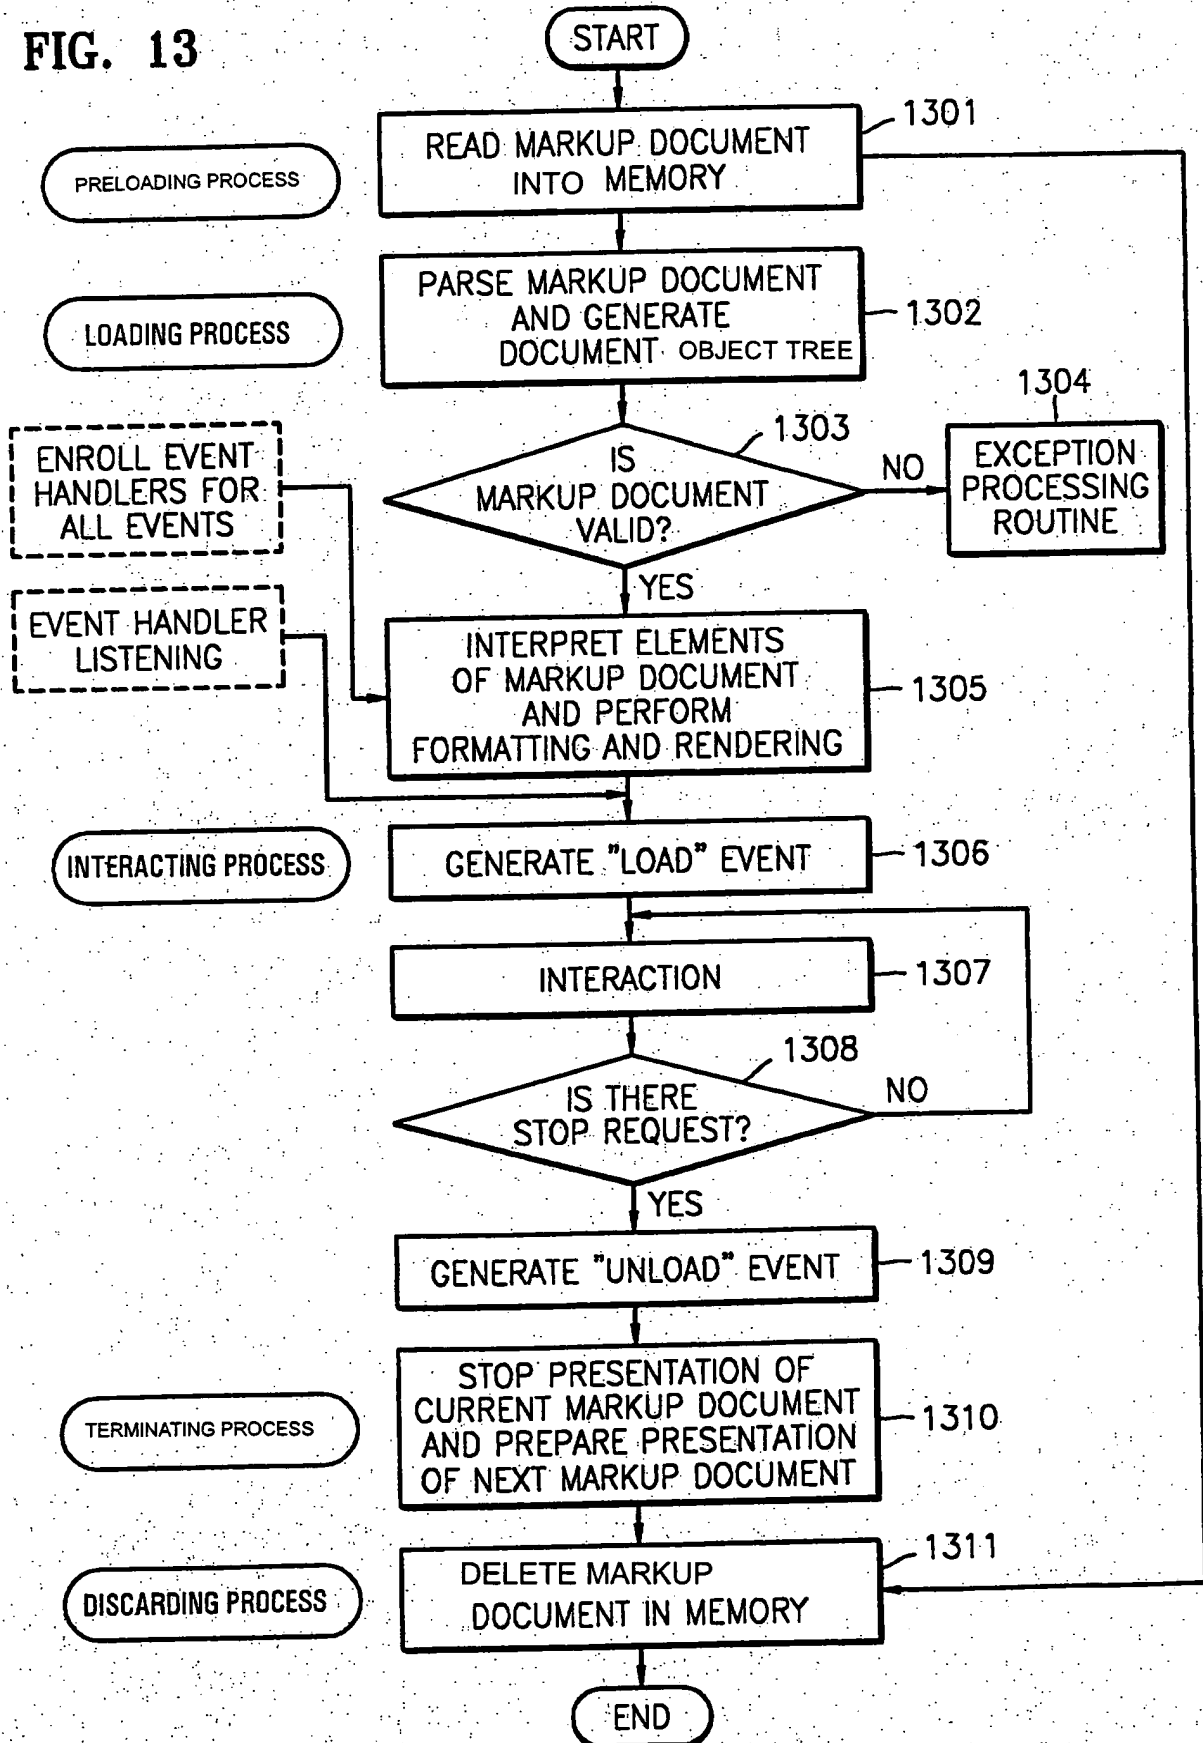 FIG. 13
START
1301
READ MARKUP DOCUMENT
INTO MEMORY
PRELOADING PROCESS
PARSE MARKUP DOCUMENT
AND GENERATE
DOCUMENT OBJECT TREE
1302
LOADING PROCESS
1304
1303
IS
MARKUP DOCUMENT
VALID?
NO
EXCEPTION
PROCESSING
ROUTINE
ENROLL EVENT
HANDLERS FOR
ALL EVENTS
YES
EVENT HANDLER
LISTENING
INTERPRET ELEMENTS
OF MARKUP DOCUMENT
AND PERFORM
FORMATTING AND RENDERING
1305
INTERACTING PROCESS
GENERATE "LOAD" EVENT
1306
INTERACTION
1307
1308
IS THERE
STOP REQUEST?
NO
YES
GENERATE "UNLOAD" EVENT
1309
STOP PRESENTATION OF
CURRENT MARKUP DOCUMENT
AND PREPARE PRESENTATION
OF NEXT MARKUP DOCUMENT
1310
TERMINATING PROCESS
1311
DELETE MARKUP
DOCUMENT IN MEMORY
DISCARDING PROCESS
END